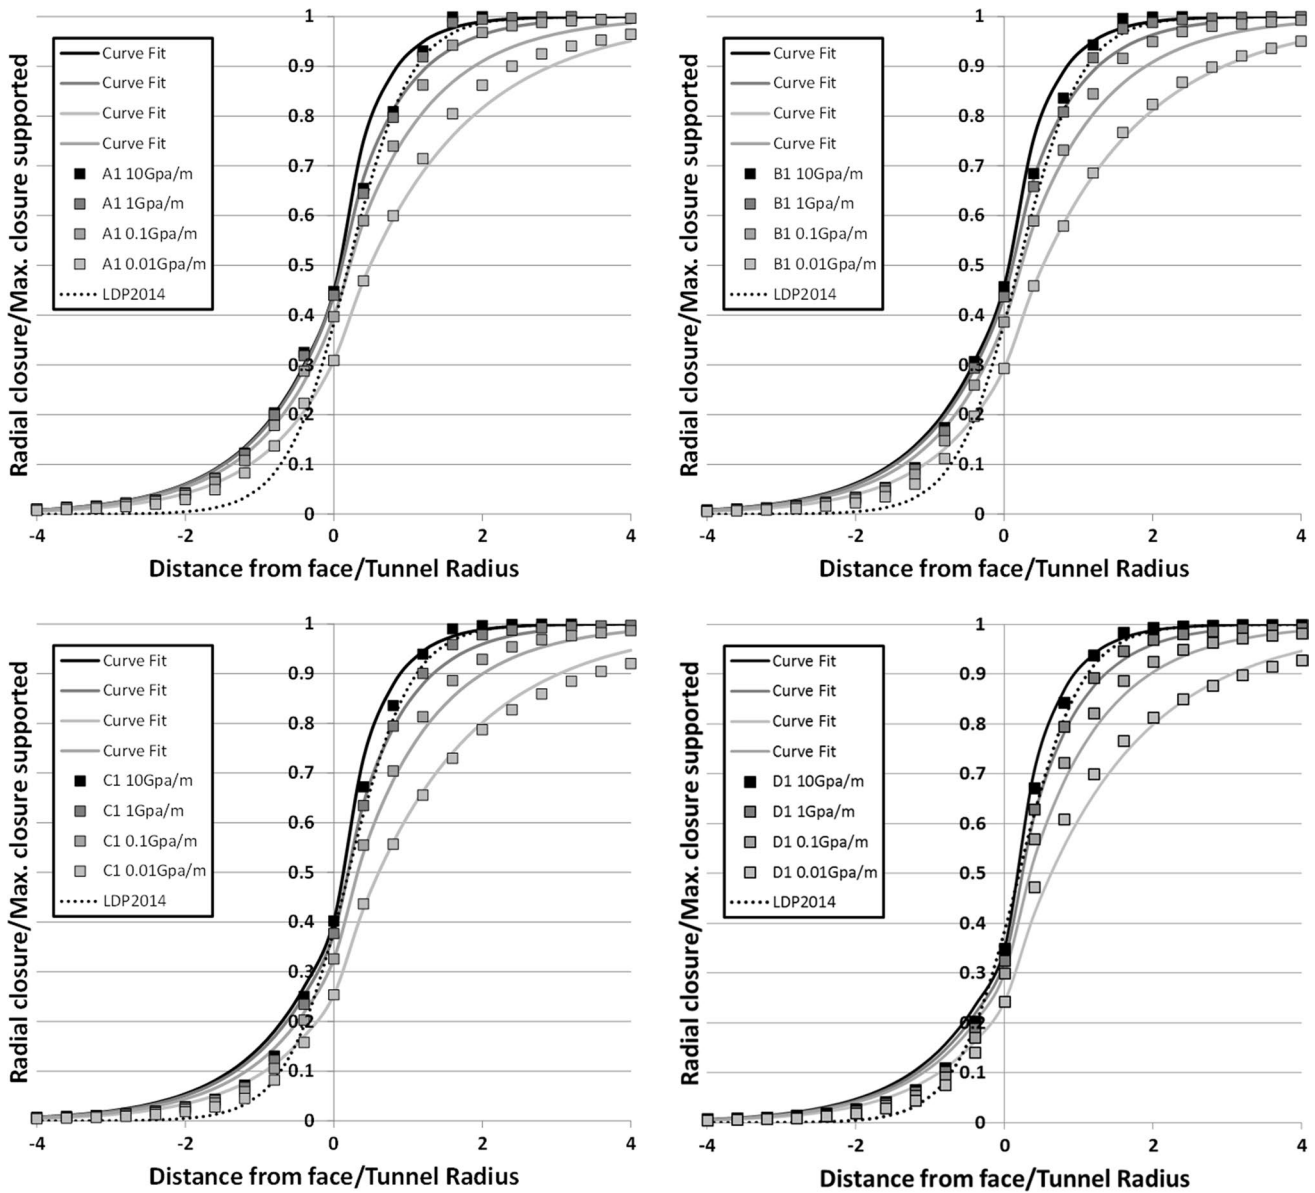 Radial closure/Max. closure supported
1
0.9
0.8
0.7
0.6
0.5
0.4
0.3
0.2
0.1
0
Curve Fit
Curve Fit
Curve Fit
Curve Fit
A1 10Gpa/m
A1 1Gpa/m
A1 0.1Gpa/m
A1 0.01Gpa/m
LDP2014
-4
-2
0
2
4
Distance from face/Tunnel Radius
Radial closure/Max. closure supported
1
0.9
0.8
0.7
0.6
0.5
0.4
0.3
0.2
0.1
0
Curve Fit
Curve Fit
Curve Fit
Curve Fit
B1 10Gpa/m
B1 1Gpa/m
B1 0.1Gpa/m
B1 0.01Gpa/m
LDP2014
-4
-2
0
2
4
Distance from face/Tunnel Radius
Radial closure/Max. closure supported
1
0.9
0.8
0.7
0.6
0.5
0.4
0.3
0.2
0.1
0
Curve Fit
Curve Fit
Curve Fit
Curve Fit
C1 10Gpa/m
C1 1Gpa/m
C1 0.1Gpa/m
C1 0.01Gpa/m
LDP2014
-4
-2
0
2
4
Distance from face/Tunnel Radius
Radial closure/Max. closure supported
1
0.9
0.8
0.7
0.6
0.5
0.4
0.3
0.2
0.1
0
Curve Fit
Curve Fit
Curve Fit
Curve Fit
D1 10Gpa/m
D1 1Gpa/m
D1 0.1Gpa/m
D1 0.01Gpa/m
LDP2014
-4
-2
0
2
4
Distance from face/Tunnel Radius